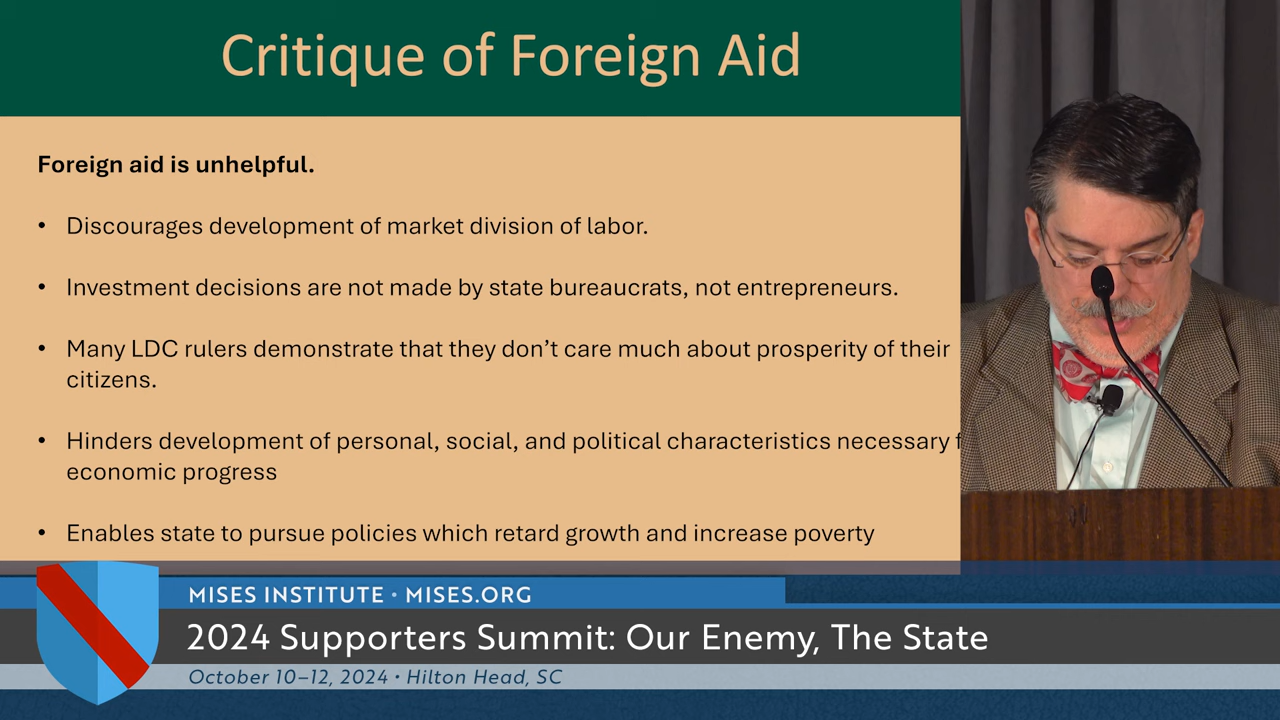 Critique of Foreign Aid
Foreign aid is unhelpful.
• Discourages development of market division of labor.
• Investment decisions are not made by state bureaucrats, not entrepreneurs.
• Many LDC rulers demonstrate that they don’t care much about prosperity of their
citizens.
• Hinders development of personal, social, and political characteristics necessary f
economic progress
• Enables state to pursue policies which retard growth and increase poverty
MISES INSTITUTE • MISES.ORG
2024 Supporters Summit: Our Enemy, The State
October 10–12, 2024 • Hilton Head, SC